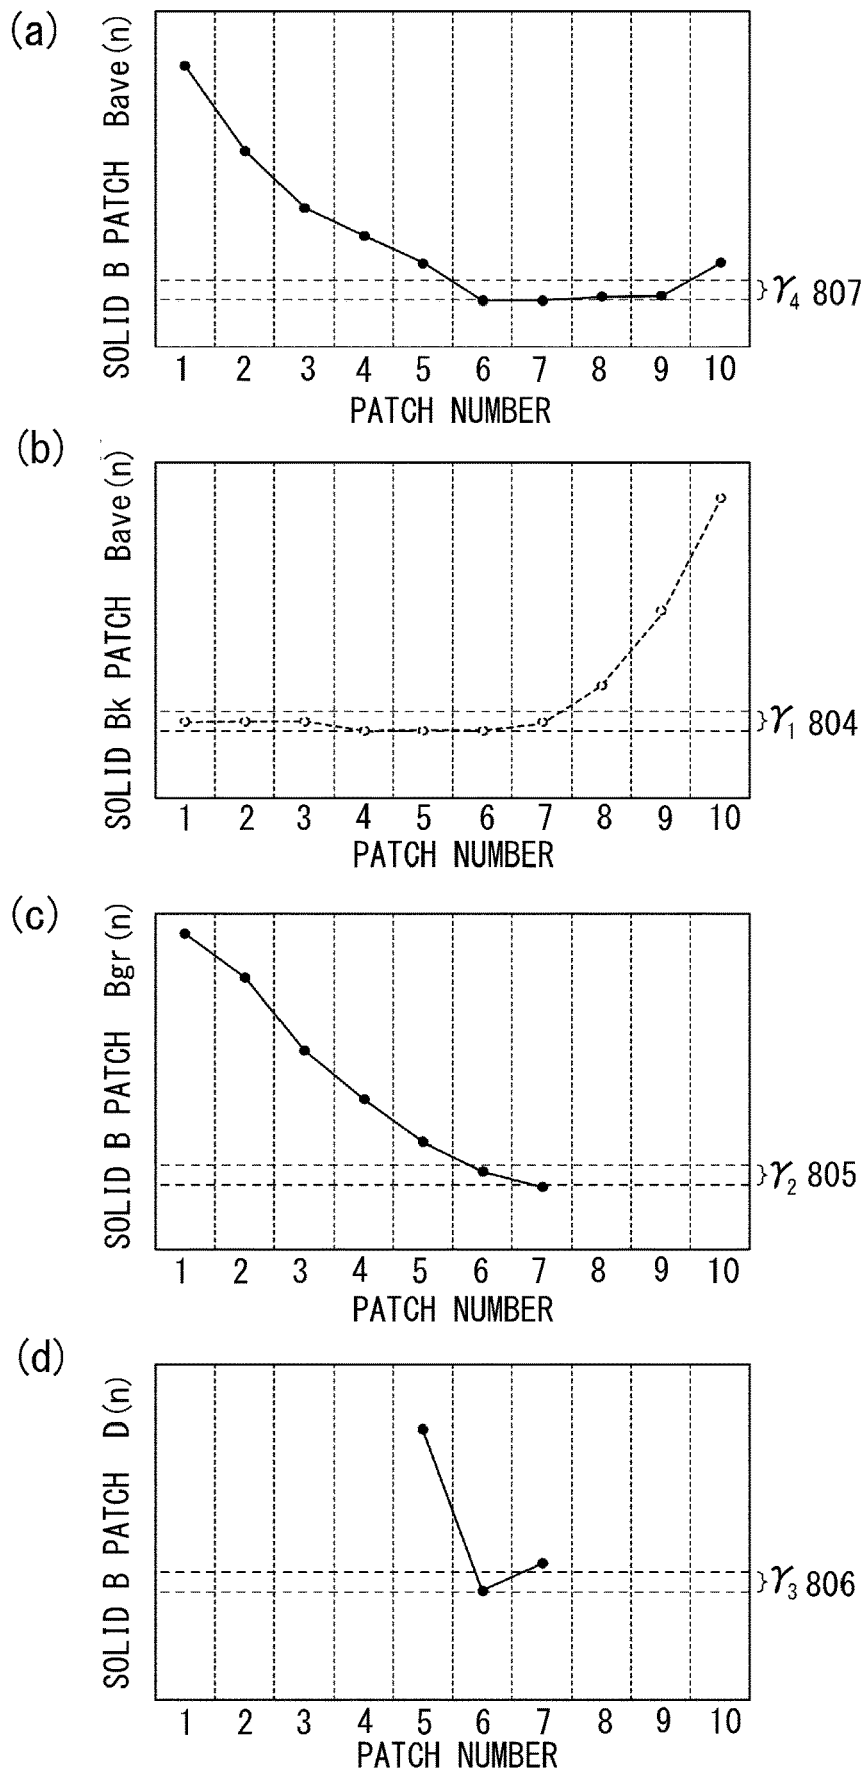 (a)
SOLID B PATCH Bave(n)
γ4 807
1 2 3 4 5 6 7 8 9 10
PATCH NUMBER
(b)
SOLID Bk PATCH Bave(n)
γ1 804
1 2 3 4 5 6 7 8 9 10
PATCH NUMBER
(c)
SOLID B PATCH Bgr(n)
γ2 805
1 2 3 4 5 6 7 8 9 10
PATCH NUMBER
(d)
SOLID B PATCH D(n)
γ3 806
1 2 3 4 5 6 7 8 9 10
PATCH NUMBER